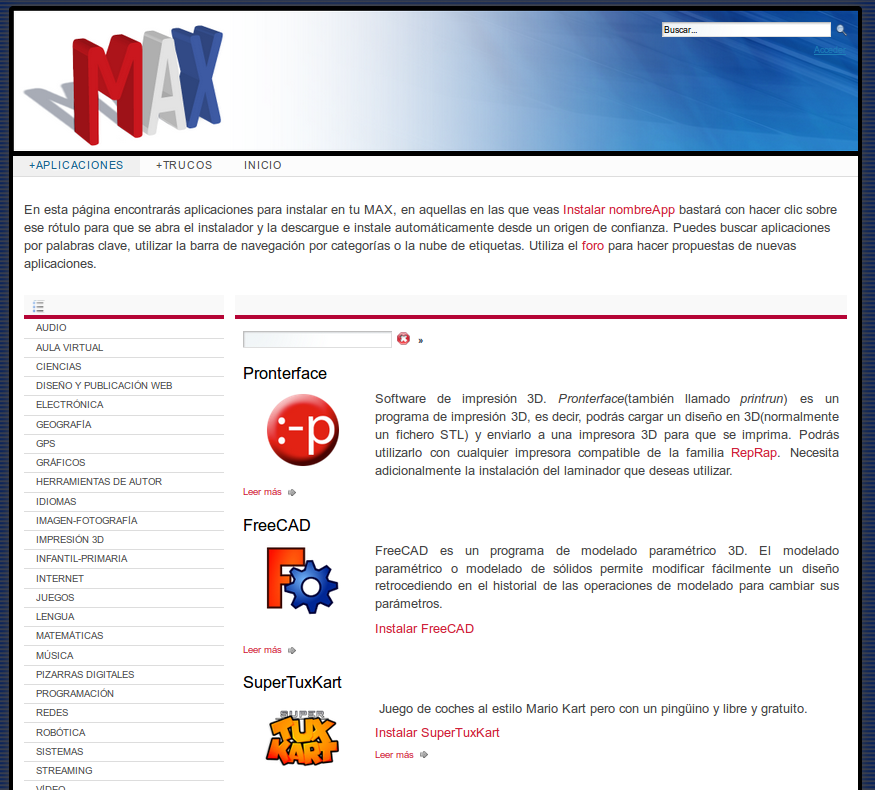 MAX
Buscar...
Acceder
+APLICACIONES
+TRUCOS
INICIO
En esta página encontrarás aplicaciones para instalar en tu MAX, en aquellas en las que veas Instalar nombreApp bastará con hacer clic sobre
ese rótulo para que se abra el instalador y la descargue e instale automáticamente desde un origen de confianza. Puedes buscar aplicaciones
por palabras clave, utilizar la barra de navegación por categorías o la nube de etiquetas. Utiliza el foro para hacer propuestas de nuevas
aplicaciones.
AUDIO
AULA VIRTUAL
CIENCIAS
DISEÑO Y PUBLICACIÓN WEB
ELECTRÓNICA
GEOGRAFÍA
GPS
GRÁFICOS
HERRAMIENTAS DE AUTOR
IDIOMAS
IMAGEN-FOTOGRAFÍA
IMPRESIÓN 3D
INFANTIL-PRIMARIA
INTERNET
JUEGOS
LENGUA
MATEMÁTICAS
MÚSICA
PIZARRAS DIGITALES
PROGRAMACIÓN
REDES
ROBÓTICA
SISTEMAS
STREAMING
VÍDEO
»
Pronterface
:-p
Software de impresión 3D. Pronterface(también llamado printrun) es un
programa de impresión 3D, es decir, podrás cargar un diseño en 3D(normalmente
un fichero STL) y enviarlo a una impresora 3D para que se imprima. Podrás
utilizarlo con cualquier impresora compatible de la familia RepRap. Necesita
adicionalmente la instalación del laminador que deseas utilizar.
Leer más
FreeCAD
F
FreeCAD es un programa de modelado paramétrico 3D. El modelado
paramétrico o modelado de sólidos permite modificar fácilmente un diseño
retrocediendo en el historial de las operaciones de modelado para cambiar sus
parámetros.
Instalar FreeCAD
Leer más
SuperTuxKart
SUPER
TUX
KART
Juego de coches al estilo Mario Kart pero con un pingüino y libre y gratuito.
Instalar SuperTuxKart
Leer más